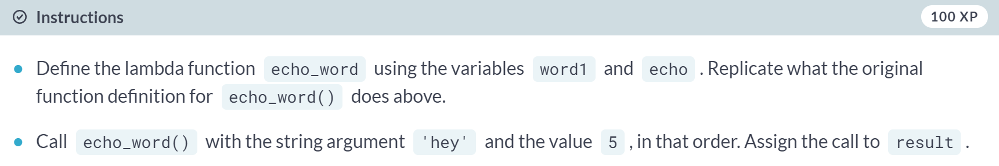 Instructions 100 XP
Define the lambda function echo_word using the variables word1 and echo . Replicate what the original
function definition for echo_word() does above.
Call echo_word() with the string argument 'hey' and the value 5 , in that order. Assign the call to result .